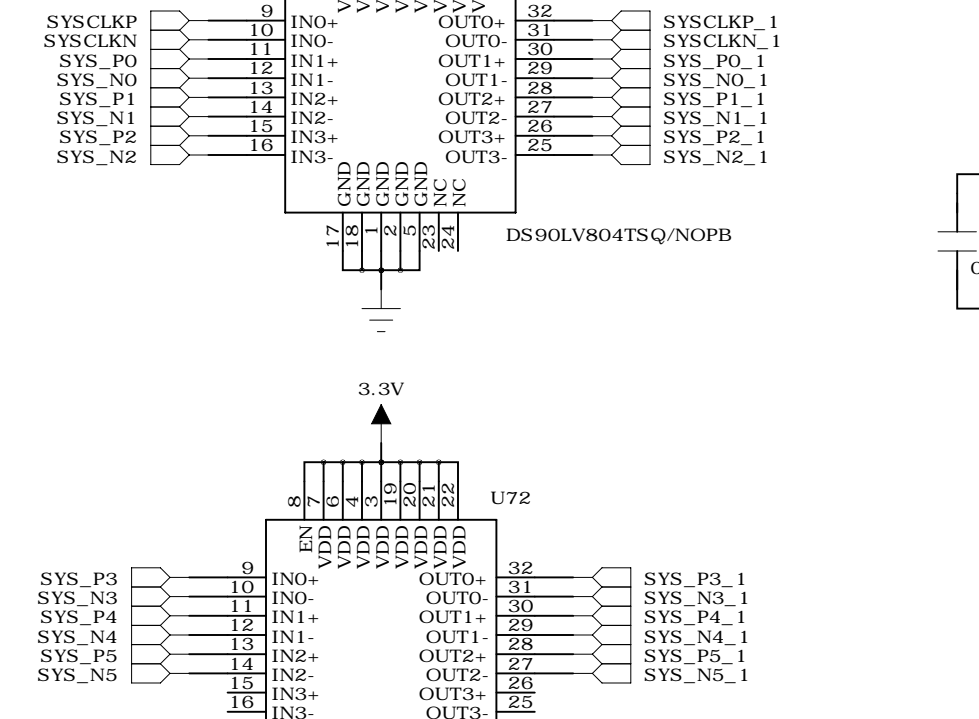 V V V V V V V V
SYSCLKP 9 IN0+ OUT0+ 32 SYSCLKP_1
SYSCLKN 10 IN0- OUT0- 31 SYSCLKN_1
SYS_P0 11 IN1+ OUT1+ 30 SYS_P0_1
SYS_N0 12 IN1- OUT1- 29 SYS_N0_1
SYS_P1 13 IN2+ OUT2+ 28 SYS_P1_1
SYS_N1 14 IN2- OUT2- 27 SYS_N1_1
SYS_P2 15 IN3+ OUT3+ 26 SYS_P2_1
SYS_N2 16 IN3- OUT3- 25 SYS_N2_1
GND GND GND GND GND NC NC
17 18 1 2 5 23 24
DS90LV804TSQ/NOPB
3.3V
8 7 6 4 3 19 20 21 22
U72
EN VDD VDD VDD VDD VDD VDD VDD VDD
SYS_P3 9 IN0+ OUT0+ 32 SYS_P3_1
SYS_N3 10 IN0- OUT0- 31 SYS_N3_1
SYS_P4 11 IN1+ OUT1+ 30 SYS_P4_1
SYS_N4 12 IN1- OUT1- 29 SYS_N4_1
SYS_P5 13 IN2+ OUT2+ 28 SYS_P5_1
SYS_N5 14 IN2- OUT2- 27 SYS_N5_1
15 IN3+ OUT3+ 26
16 IN3- OUT3- 25